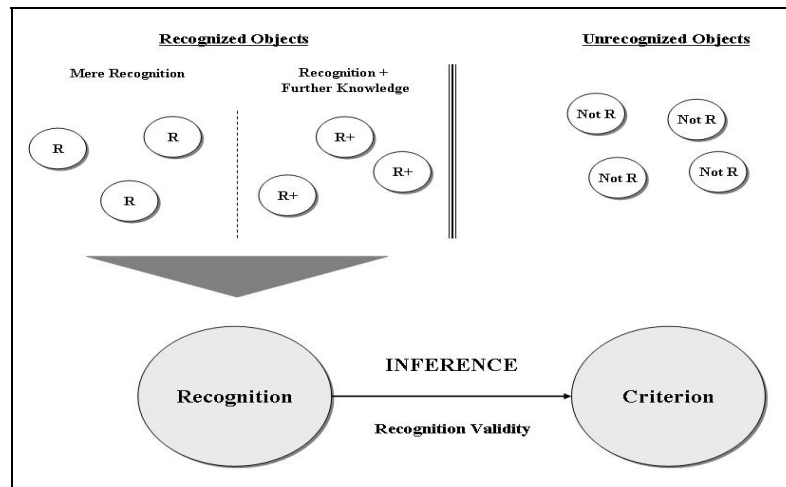 Recognized Objects
Unrecognized Objects
Mere Recognition
Recognition +
Further Knowledge
R
R
R
R+
R+
R+
Not R
Not R
Not R
Not R
Recognition
INFERENCE
Recognition Validity
Criterion